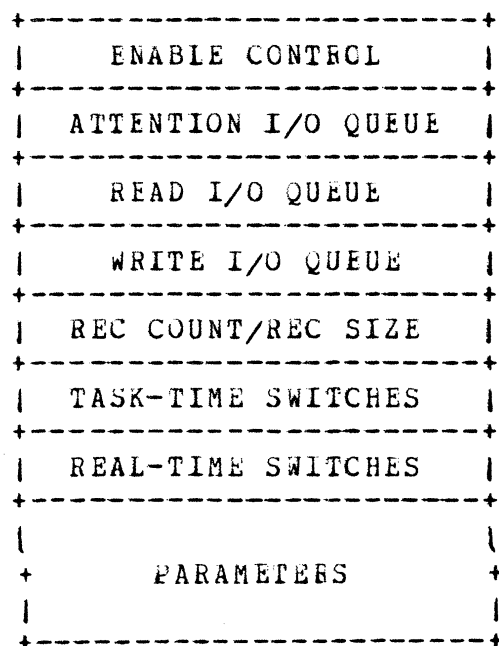 ENABLE CONTROL
ATTENTION I/O QUEUE
READ I/O QUEUE
WRITE I/O QUEUE
REC COUNT/REC SIZE
TASK-TIME SWITCHES
REAL-TIME SWITCHES
PARAMETERS